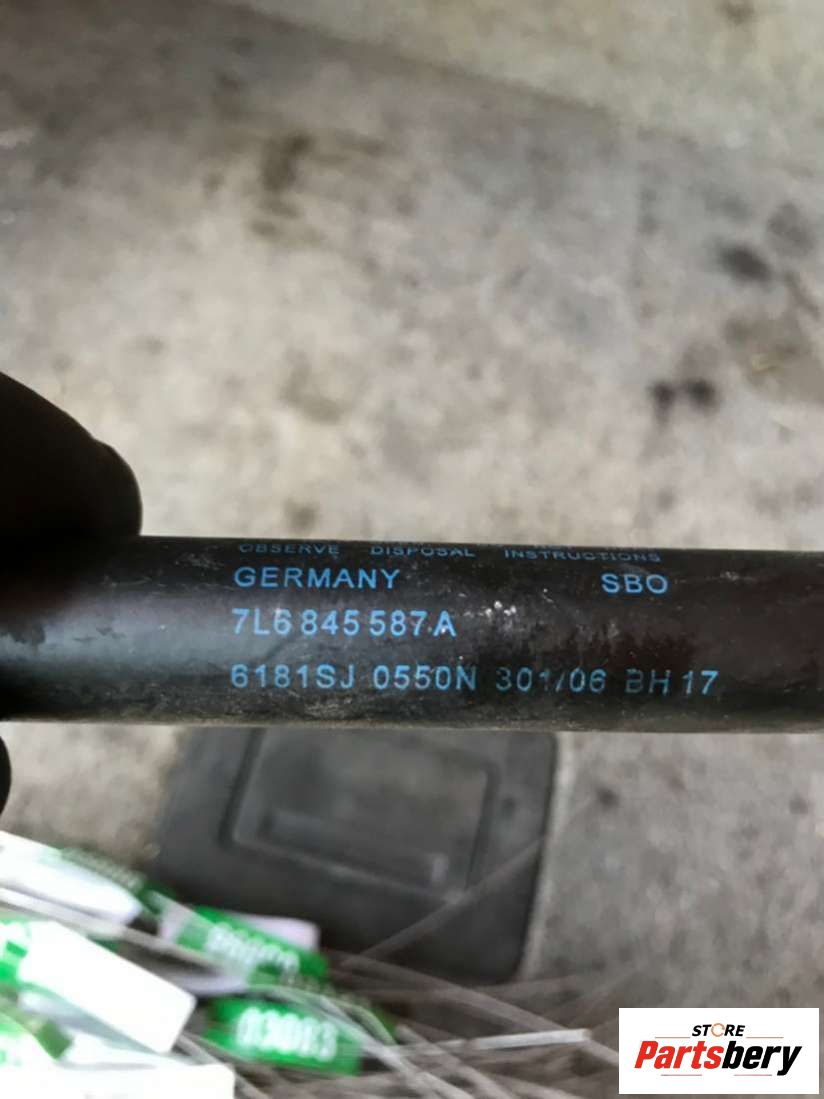 OBSERVE DISPOSAL INSTRUCTIONS
GERMANY SBO
7L6 845 587 A
6181SJ 0550N 301/06 BH 17
STORE
Partsbery